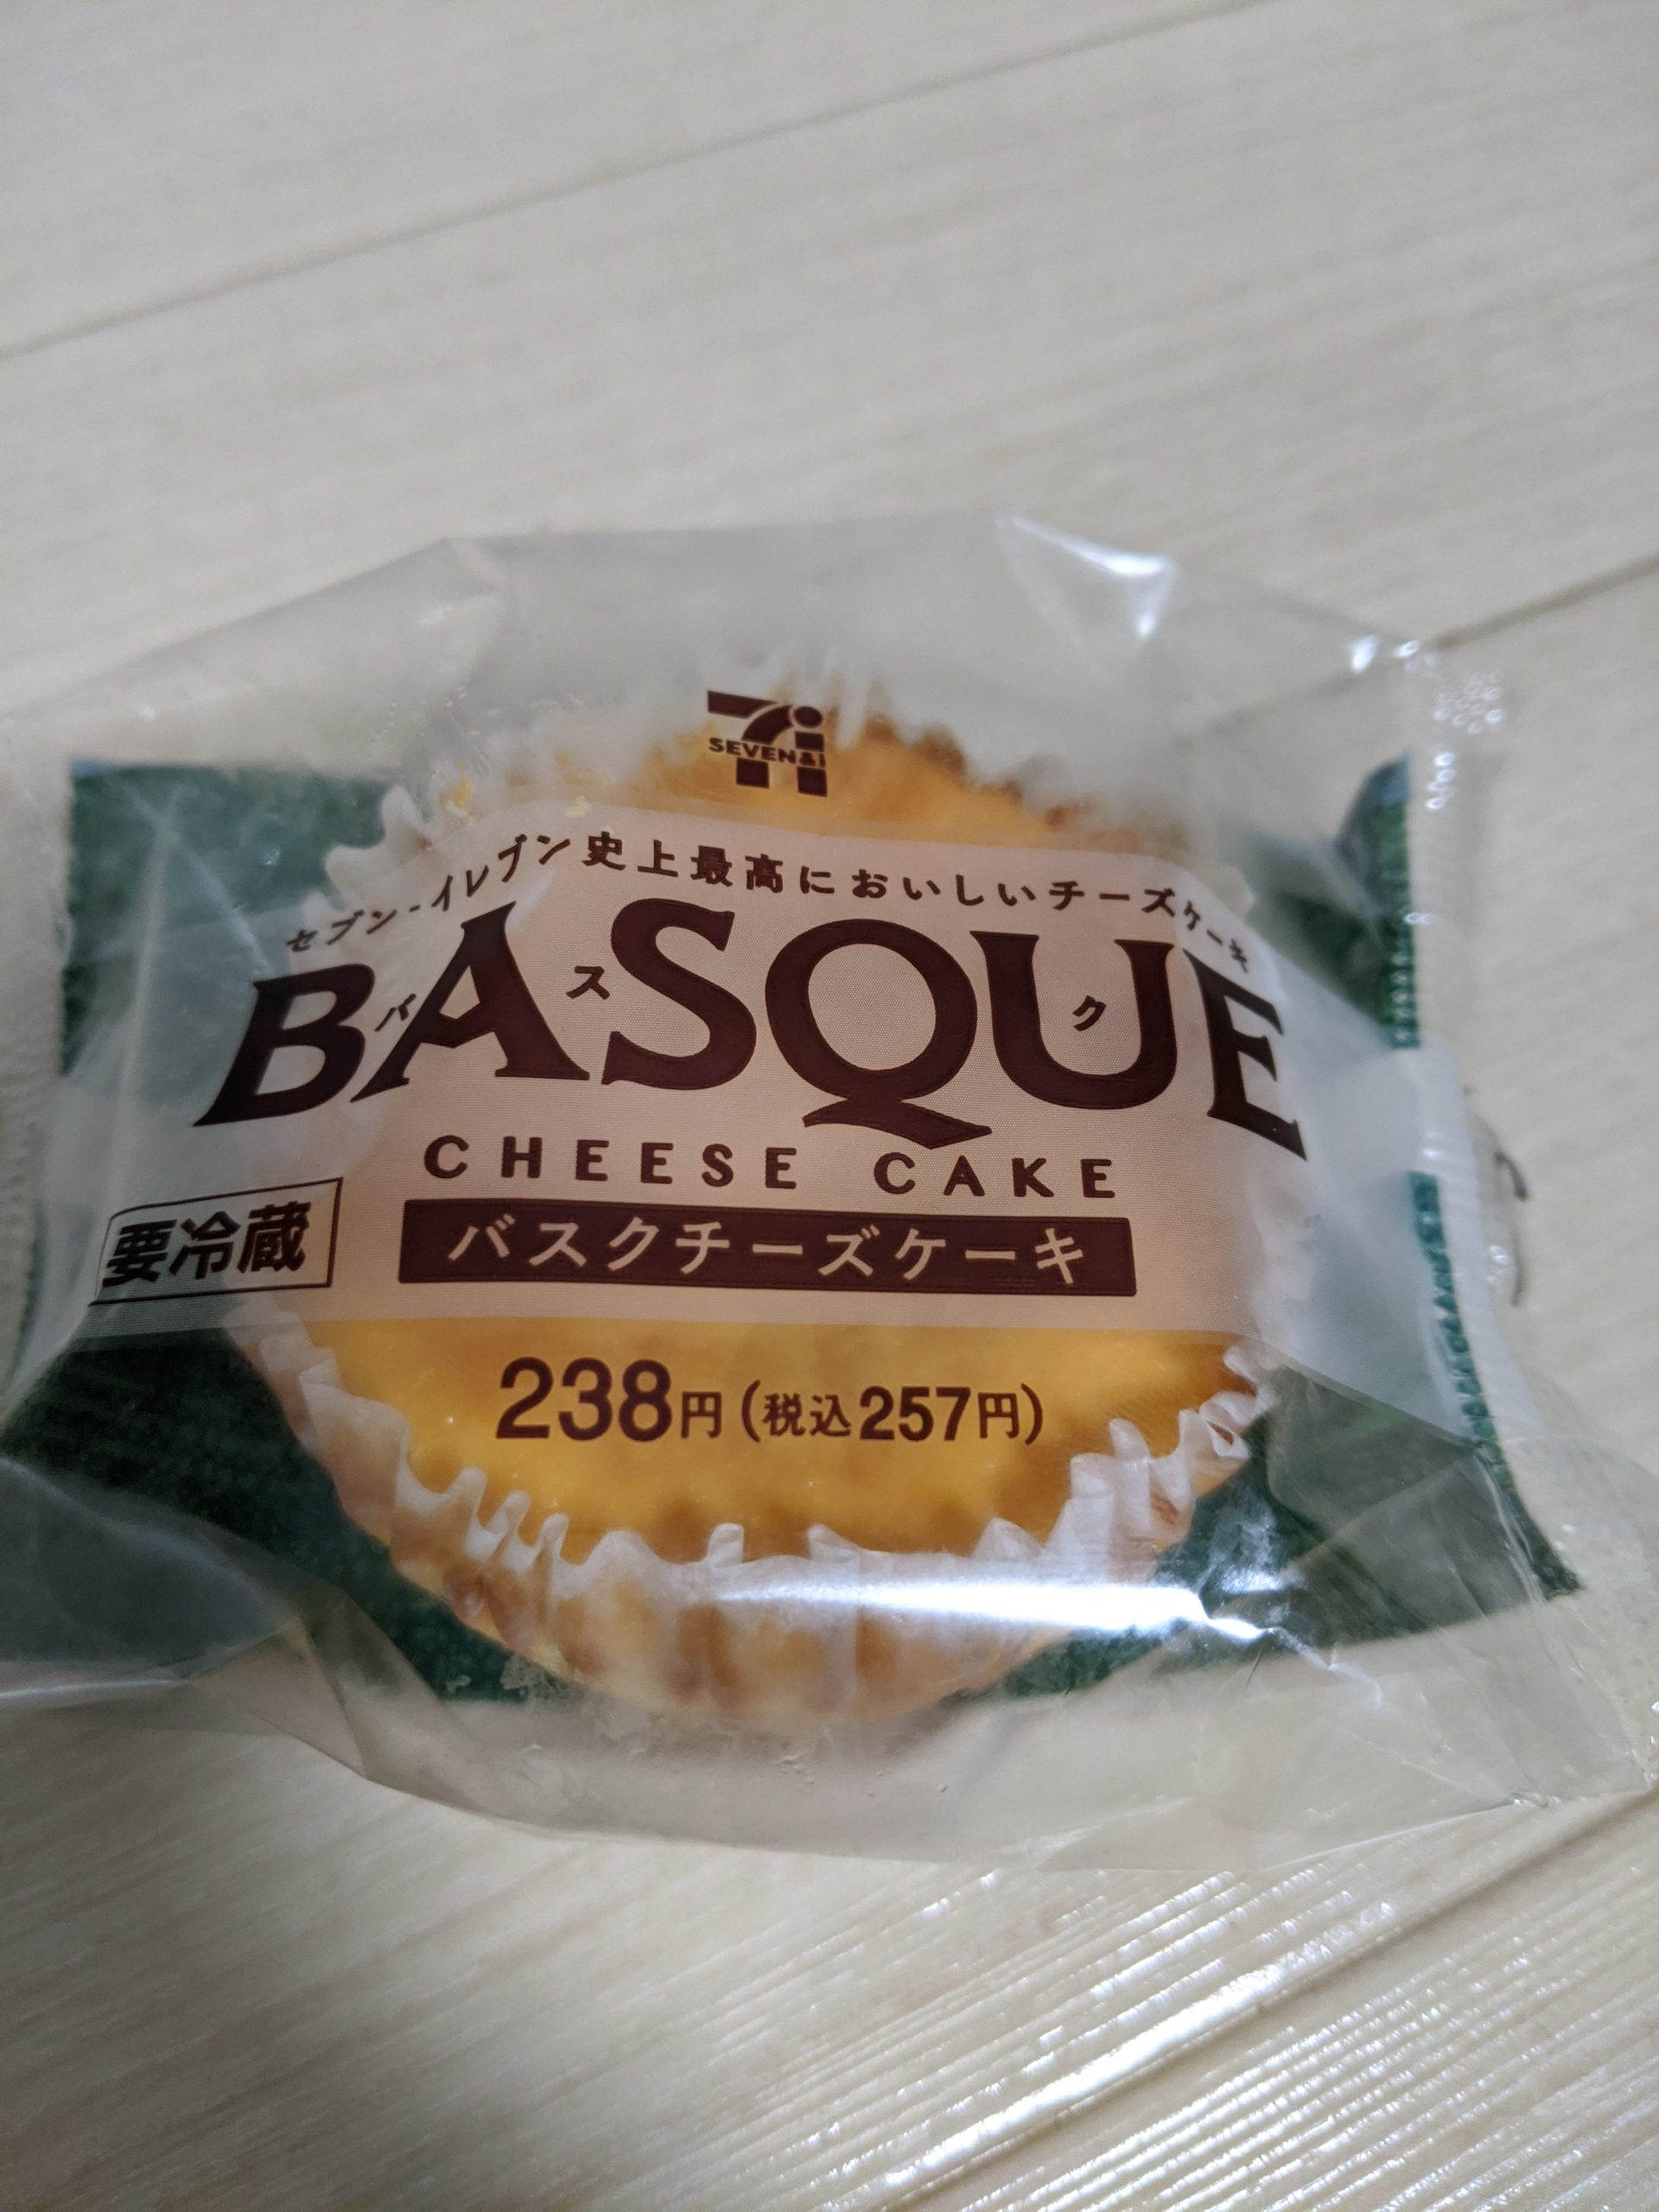 SEVEN&i
セブン-イレブン史上最高においしいチーズケーキ
BASQUE
バスク
CHEESE CAKE
バスクチーズケーキ
要冷蔵
238円(税込257円)